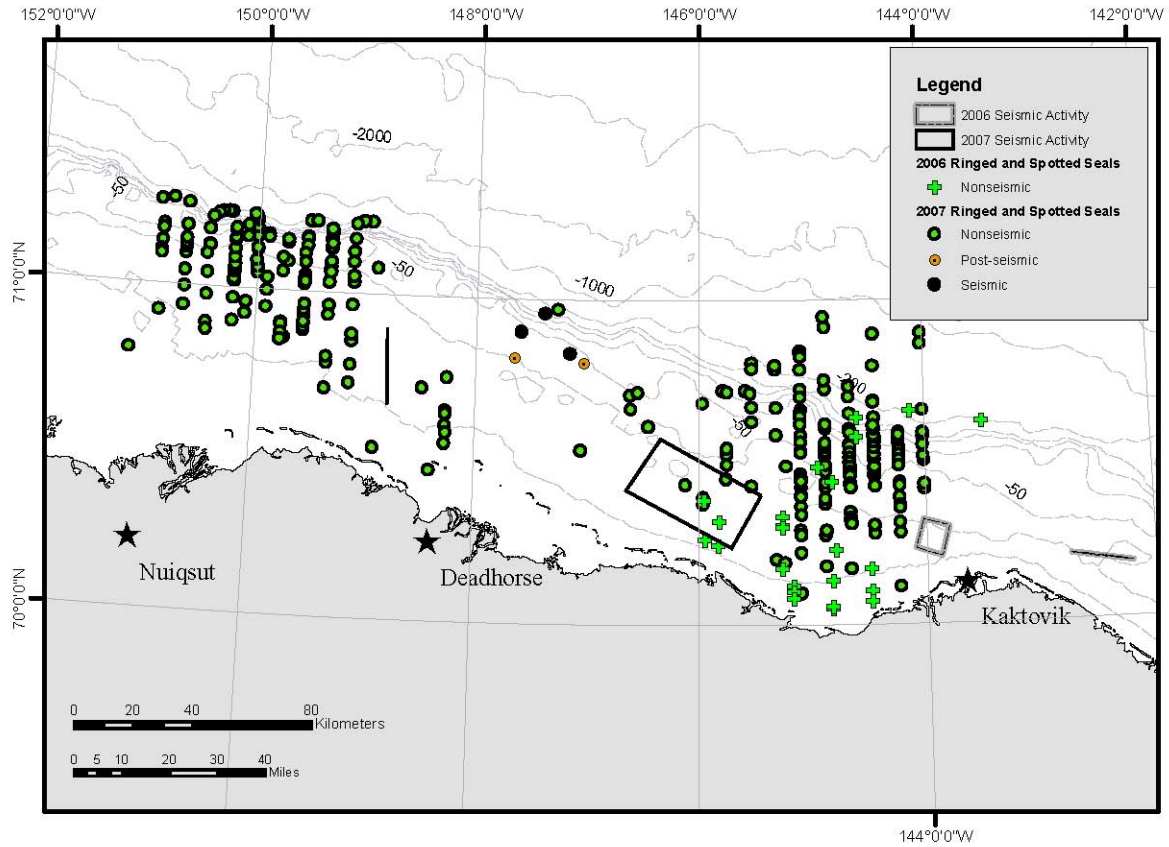 152°0'0"W 150°0'0"W 148°0'0"W 146°0'0"W 144°0'0"W 142°0'0"W
Legend
2006 Seismic Activity
2007 Seismic Activity
2006 Ringed and Spotted Seals
Nonseismic
2007 Ringed and Spotted Seals
Nonseismic
Post-seismic
Seismic
-2000
-50
-50
-1000
-200
-50
-50
71°0'0"N
70°0'0"N
Nuiqsut
Deadhorse
Kaktovik
0 20 40 80
Kilometers
0 5 10 20 30 40
Miles
144°0'0"W